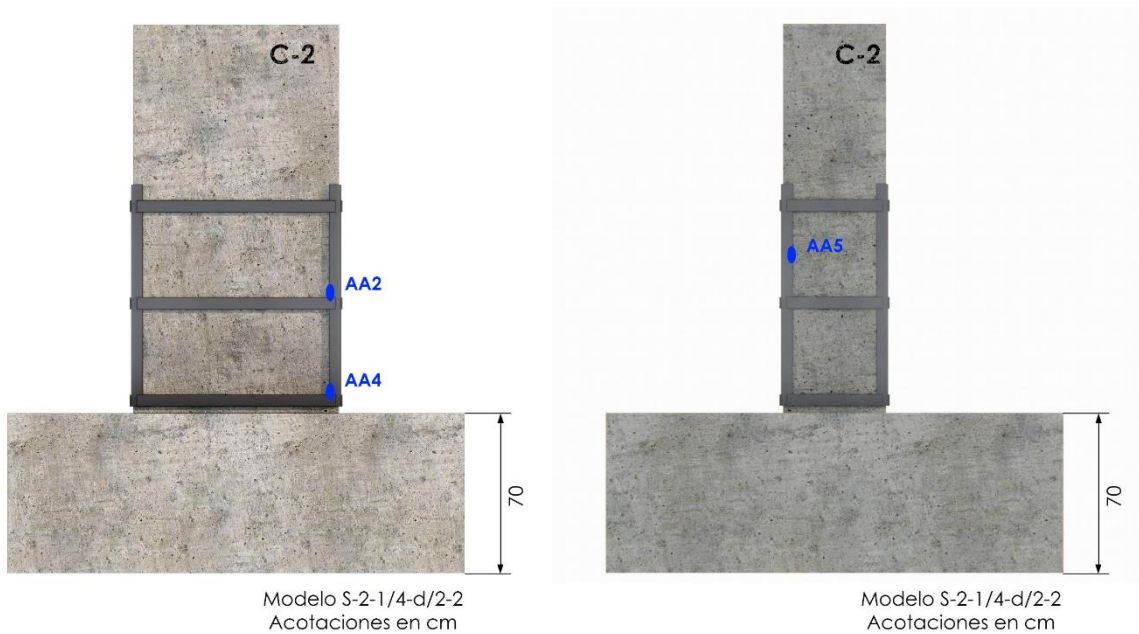 C-2
AA2
AA4
70
Modelo S-2-1/4-d/2-2
Acotaciones en cm
C-2
AA5
70
Modelo S-2-1/4-d/2-2
Acotaciones en cm